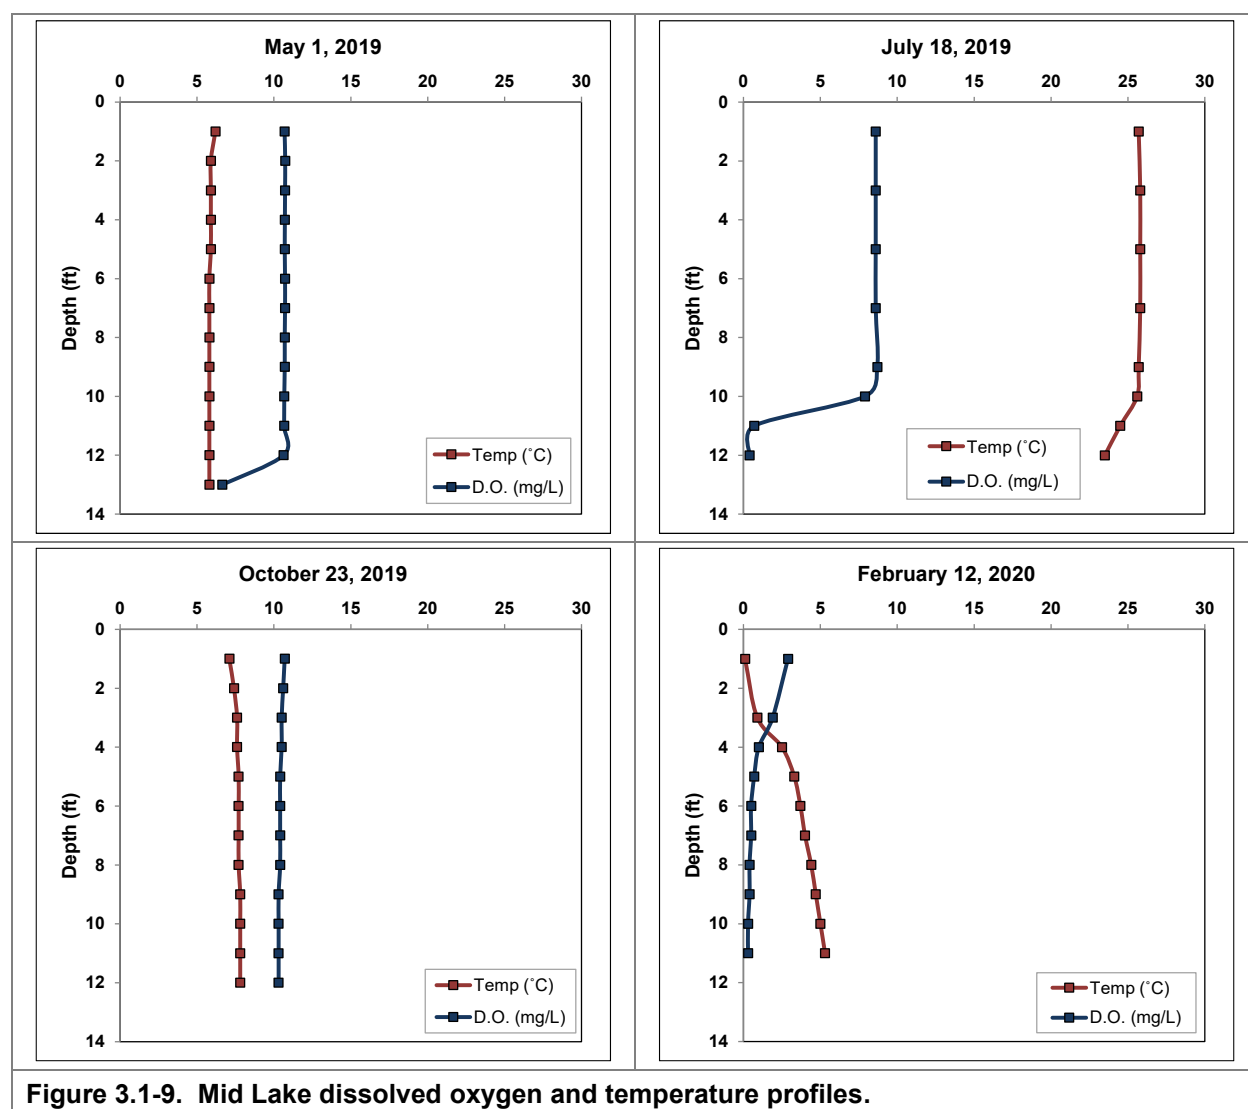 May 1, 2019
0 5 10 15 20 25 30
0
2
4
6
8
10
12
14
Depth (ft)
Temp (˚C)
D.O. (mg/L)
July 18, 2019
0 5 10 15 20 25 30
0
2
4
6
8
10
12
14
Depth (ft)
Temp (˚C)
D.O. (mg/L)
October 23, 2019
0 5 10 15 20 25 30
0
2
4
6
8
10
12
14
Depth (ft)
Temp (˚C)
D.O. (mg/L)
February 12, 2020
0 5 10 15 20 25 30
0
2
4
6
8
10
12
14
Depth (ft)
Temp (˚C)
D.O. (mg/L)
Figure 3.1-9. Mid Lake dissolved oxygen and temperature profiles.